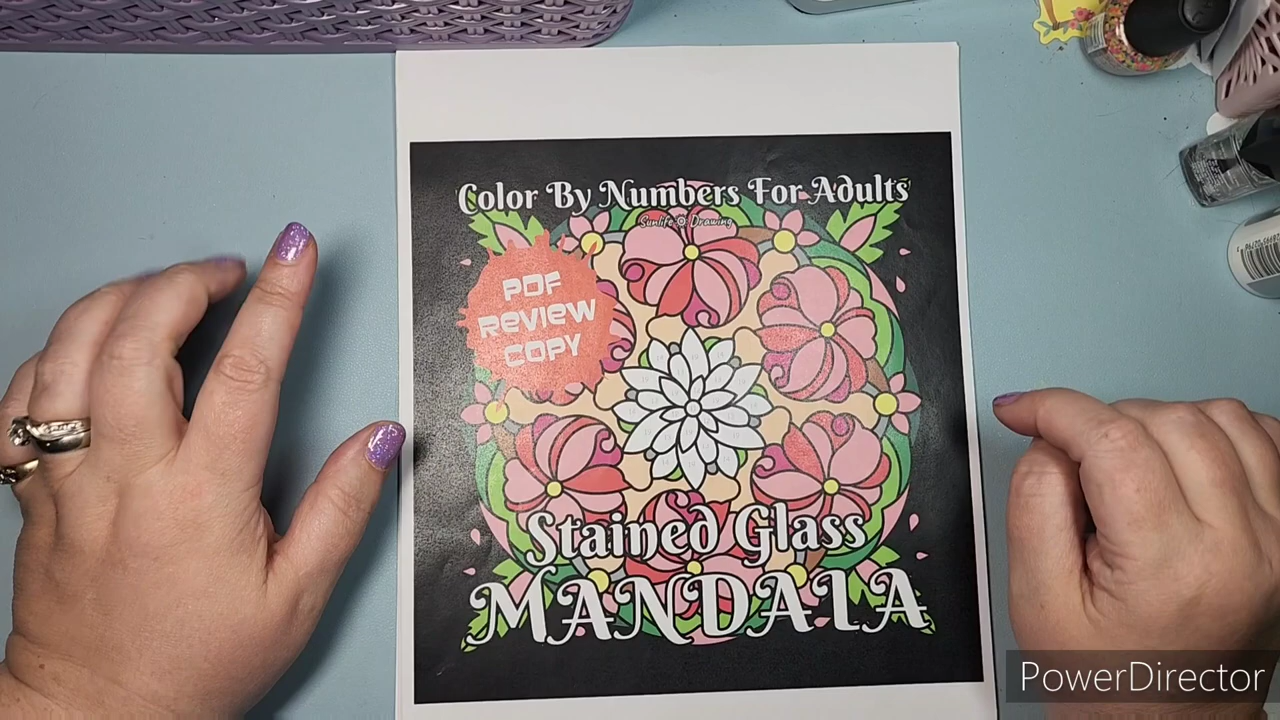 Color By Numbers For Adults
Sunlife Drawing
PDF
Review
COPY
Stained Glass
MANDALA
PowerDirector